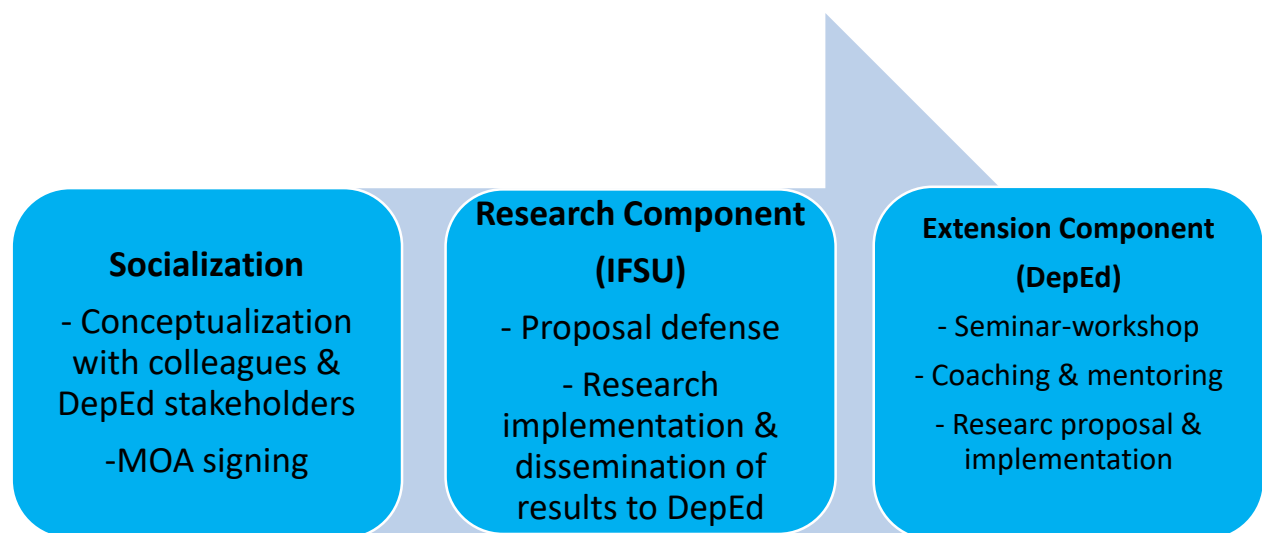 Socialization
- Conceptualization
with colleagues &
DepEd stakeholders
-MOA signing
Research Component
(IFSU)
- Proposal defense
- Research
implementation &
dissemination of
results to DepEd
Extension Component
(DepEd)
- Seminar-workshop
- Coaching & mentoring
- Researc proposal &
implementation